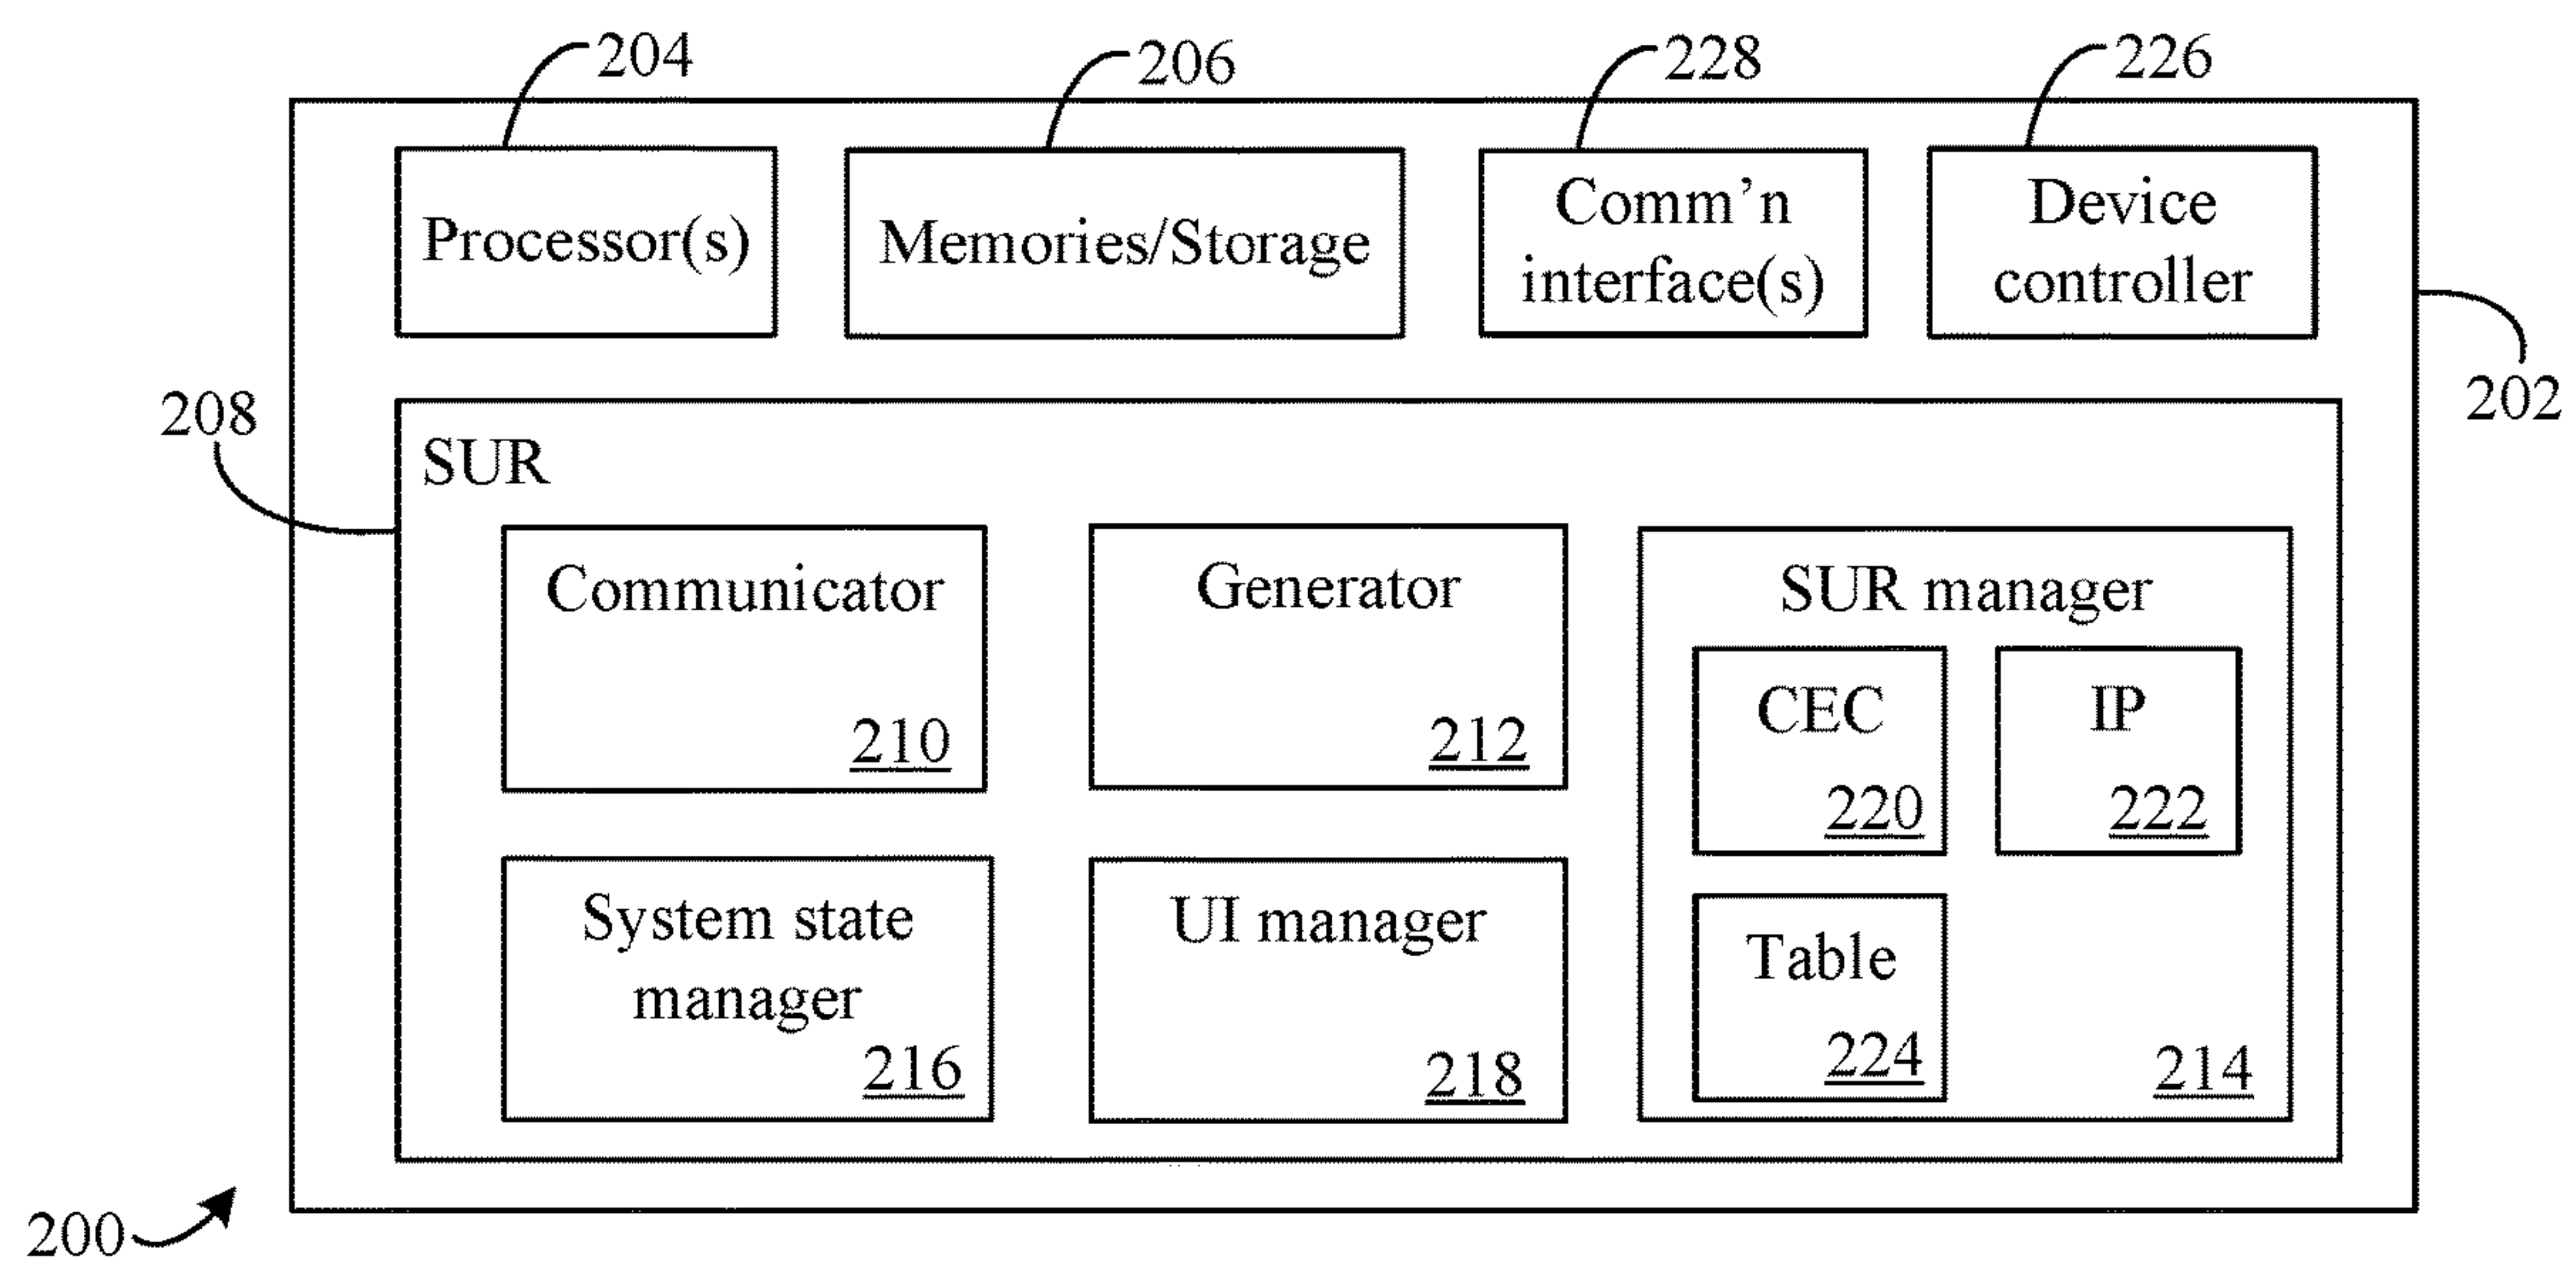 204
206
228
226
Processor(s)
Memories/Storage
Comm’n
interface(s)
Device
controller
202
208
SUR
Communicator
210
Generator
212
SUR manager
CEC
220
IP
222
System state
manager
216
UI manager
218
Table
224
214
200